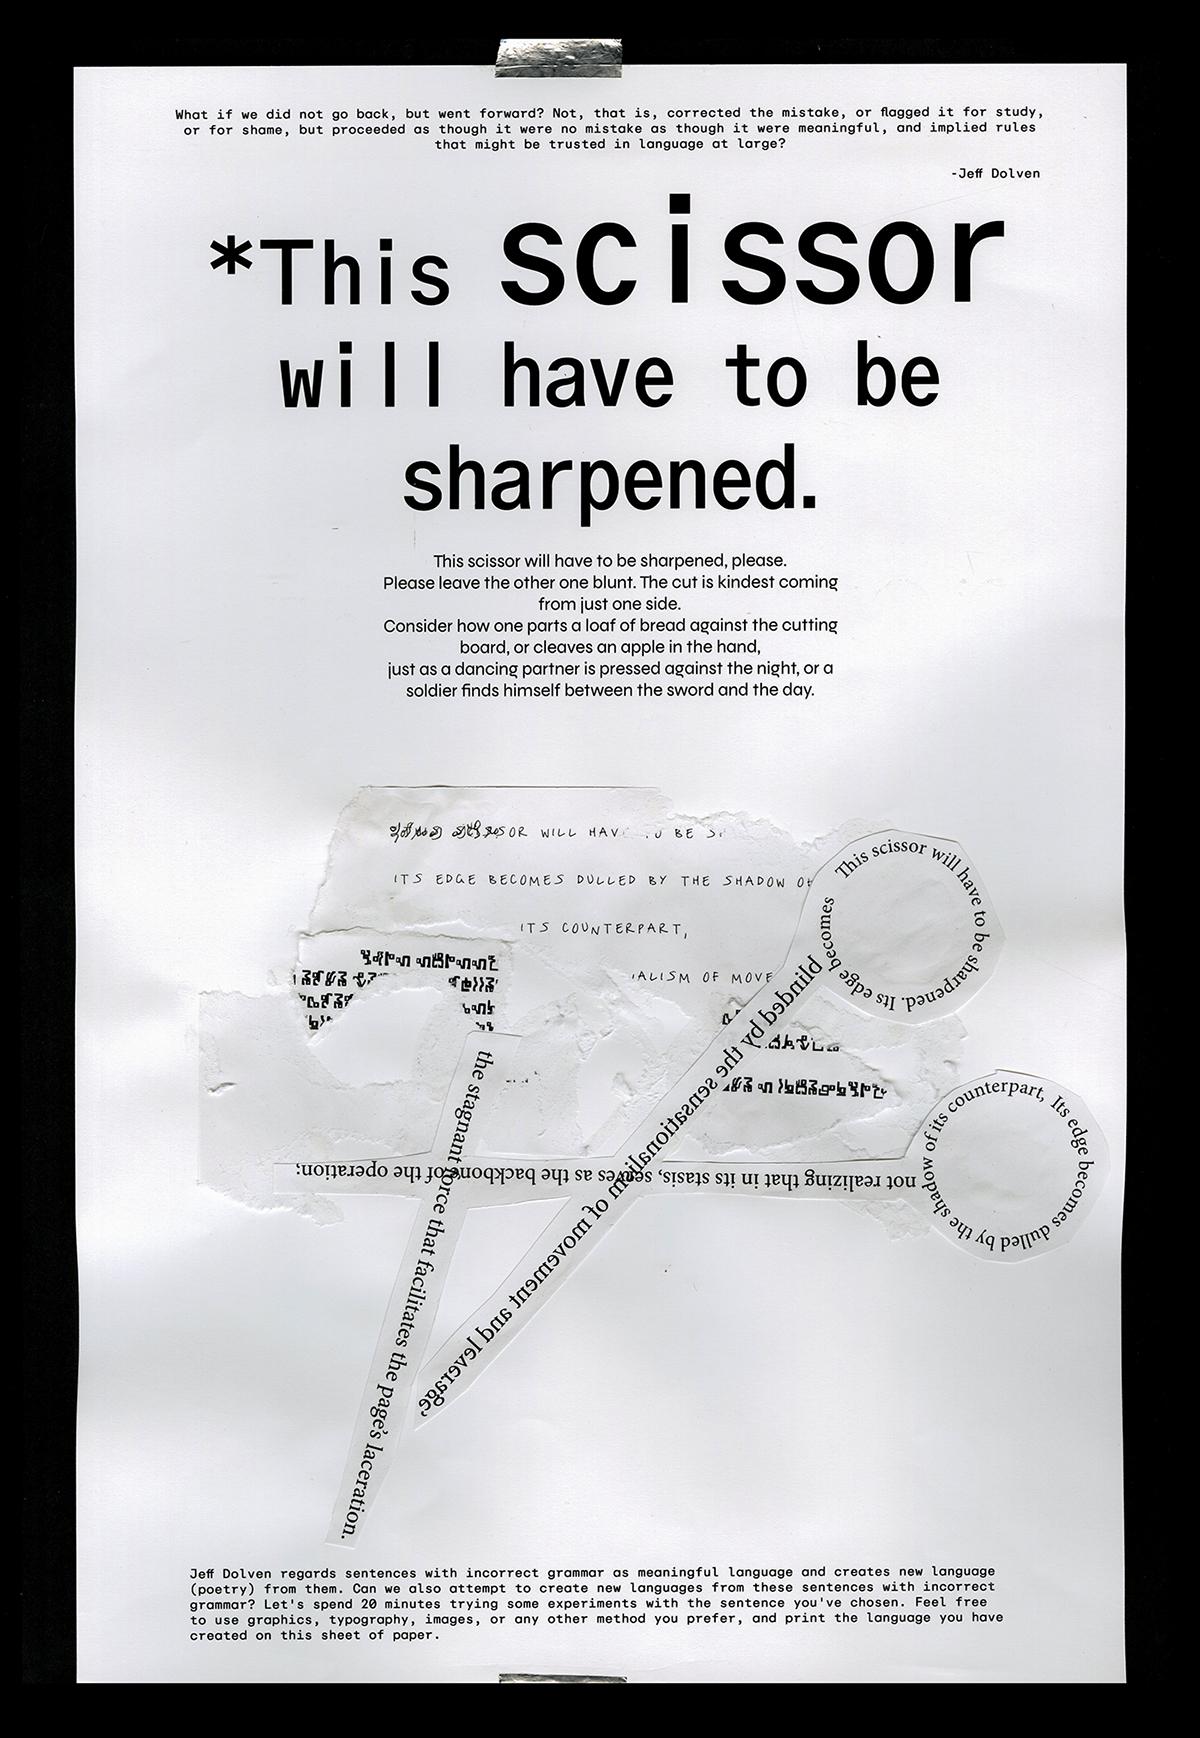 What if we did not go back, but went forward? Not, that is, corrected the mistake, or flagged it for study,
or for shame, but proceeded as though it were no mistake as though it were meaningful, and implied rules
that might be trusted in language at large?
-Jeff Dolven
*This scissor
will have to be
sharpened.
This scissor will have to be sharpened, please.
Please leave the other one blunt. The cut is kindest coming
from just one side.
Consider how one parts a loaf of bread against the cutting
board, or cleaves an apple in the hand,
just as a dancing partner is pressed against the night, or a
soldier finds himself between the sword and the day.
WILL HAV TO BE
ITS EDGE BECOMES DULLED BY THE SHADOW OF
ITS COUNTERPART,
IALISM OF MOVE
This scissor will have to be sharpened. Its edge becomes
blinded by the sensationalism of movement and leverage,
Its edge becomes dulled by the shadow of its counterpart,
not realizing that in its stasis, serves as the backbone of the operation;
the stagnant force that facilitates the page's laceration.
Jeff Dolven regards sentences with incorrect grammar as meaningful language and creates new language
(poetry) from them. Can we also attempt to create new languages from these sentences with incorrect
grammar? Let's spend 20 minutes trying some experiments with the sentence you've chosen. Feel free
to use graphics, typography, images, or any other method you prefer, and print the language you have
created on this sheet of paper.